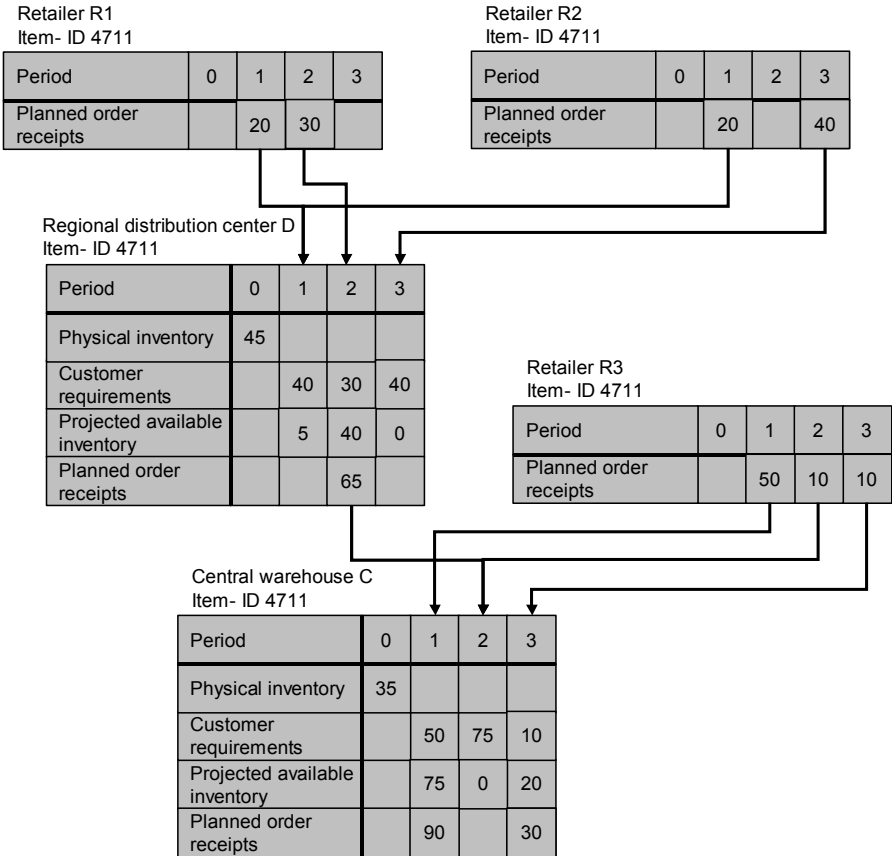 Retailer R1
Item- ID 4711
Period 0 1 2 3
Planned order
receipts 20 30
Retailer R2
Item- ID 4711
Period 0 1 2 3
Planned order
receipts 20 40
Regional distribution center D
Item- ID 4711
Period 0 1 2 3
Physical inventory 45
Customer
requirements 40 30 40
Projected available
inventory 5 40 0
Planned order
receipts 65
Retailer R3
Item- ID 4711
Period 0 1 2 3
Planned order
receipts 50 10 10
Central warehouse C
Item- ID 4711
Period 0 1 2 3
Physical inventory 35
Customer
requirements 50 75 10
Projected available
inventory 75 0 20
Planned order
receipts 90 30